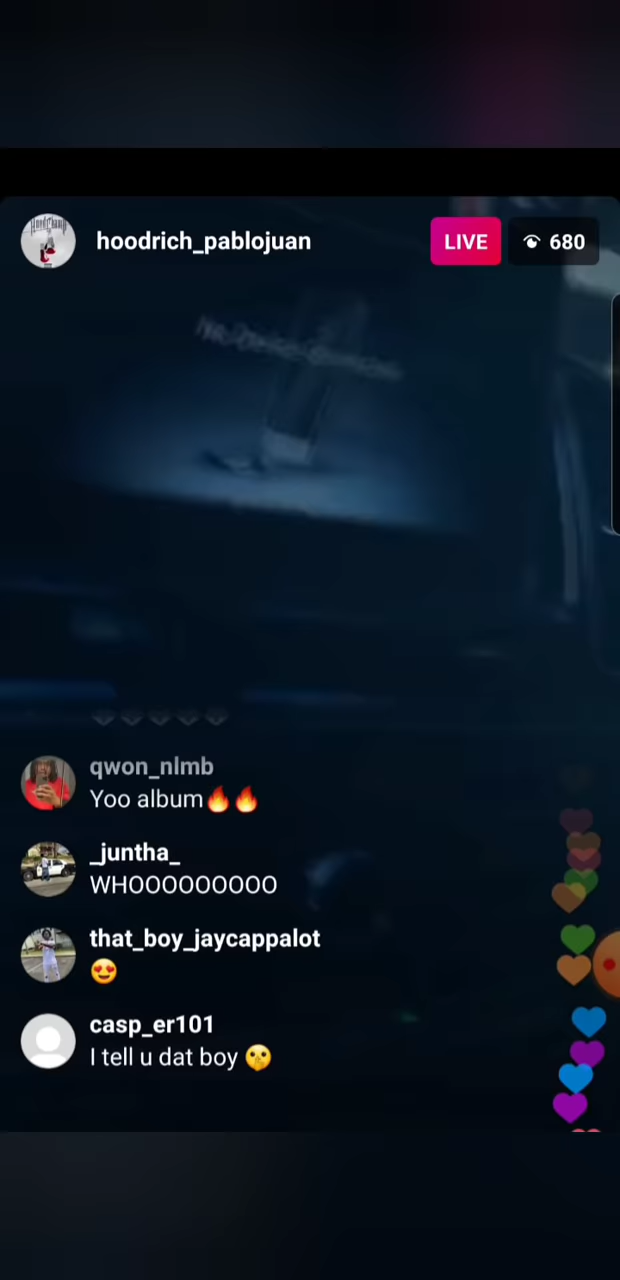 hoodrich_pablojuan
LIVE
680
qwon_nlmb
Yoo album🔥🔥
_juntha_
WHOOOOOOOOO
that_boy_jaycappalot
😍
casp_er101
I tell u dat boy 🤫